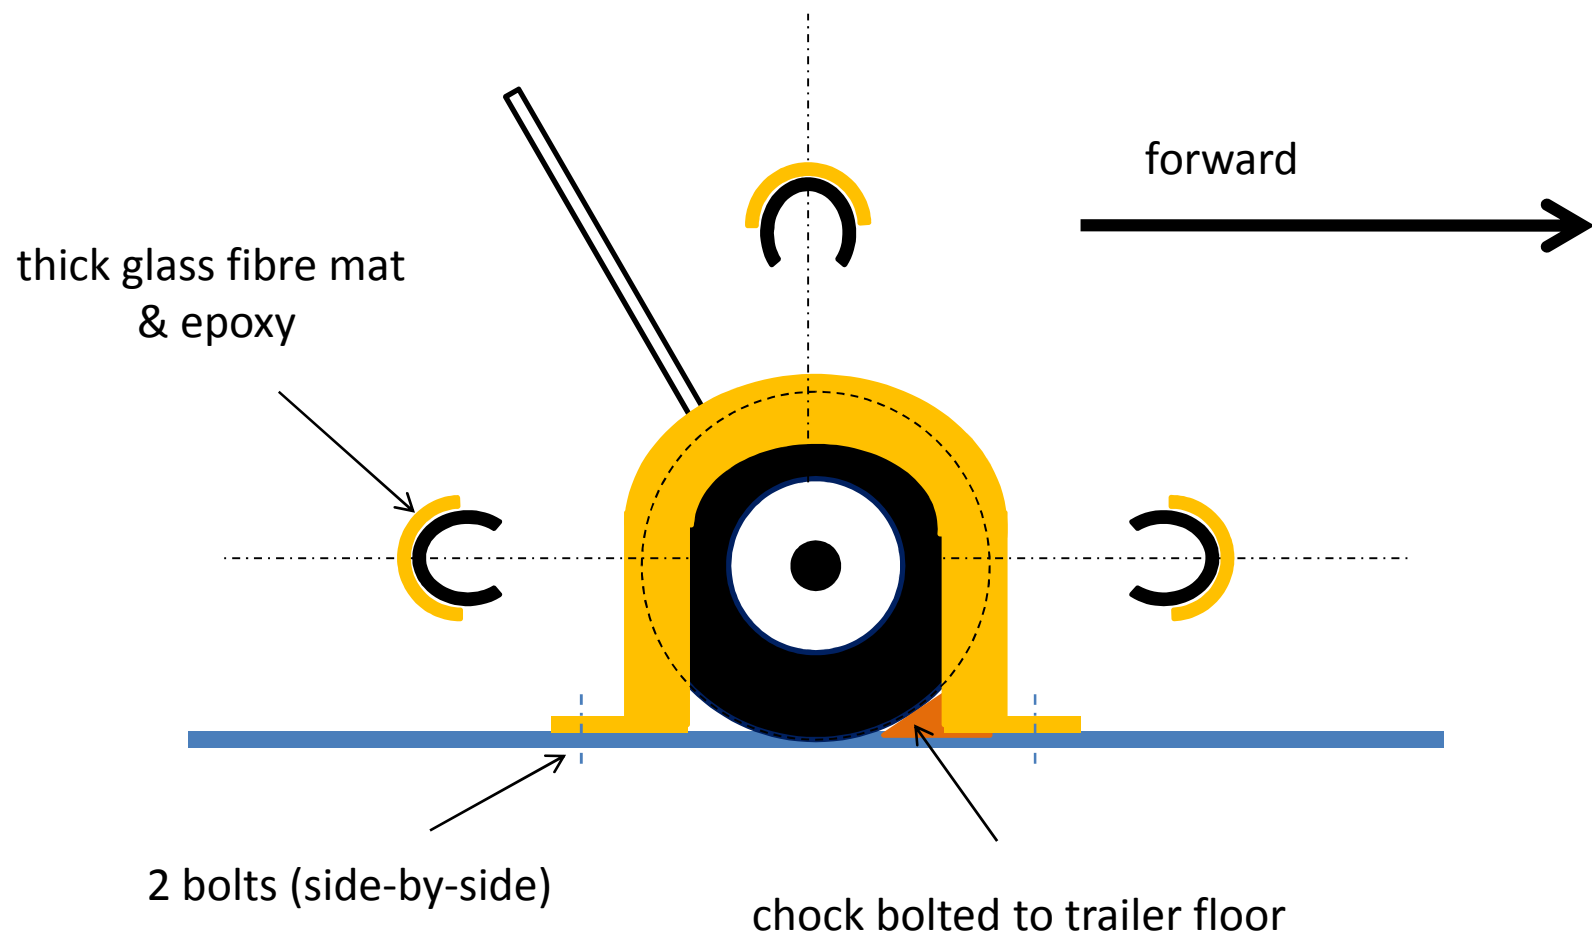 forward
thick glass fibre mat
& epoxy
2 bolts (side-by-side)
chock bolted to trailer floor